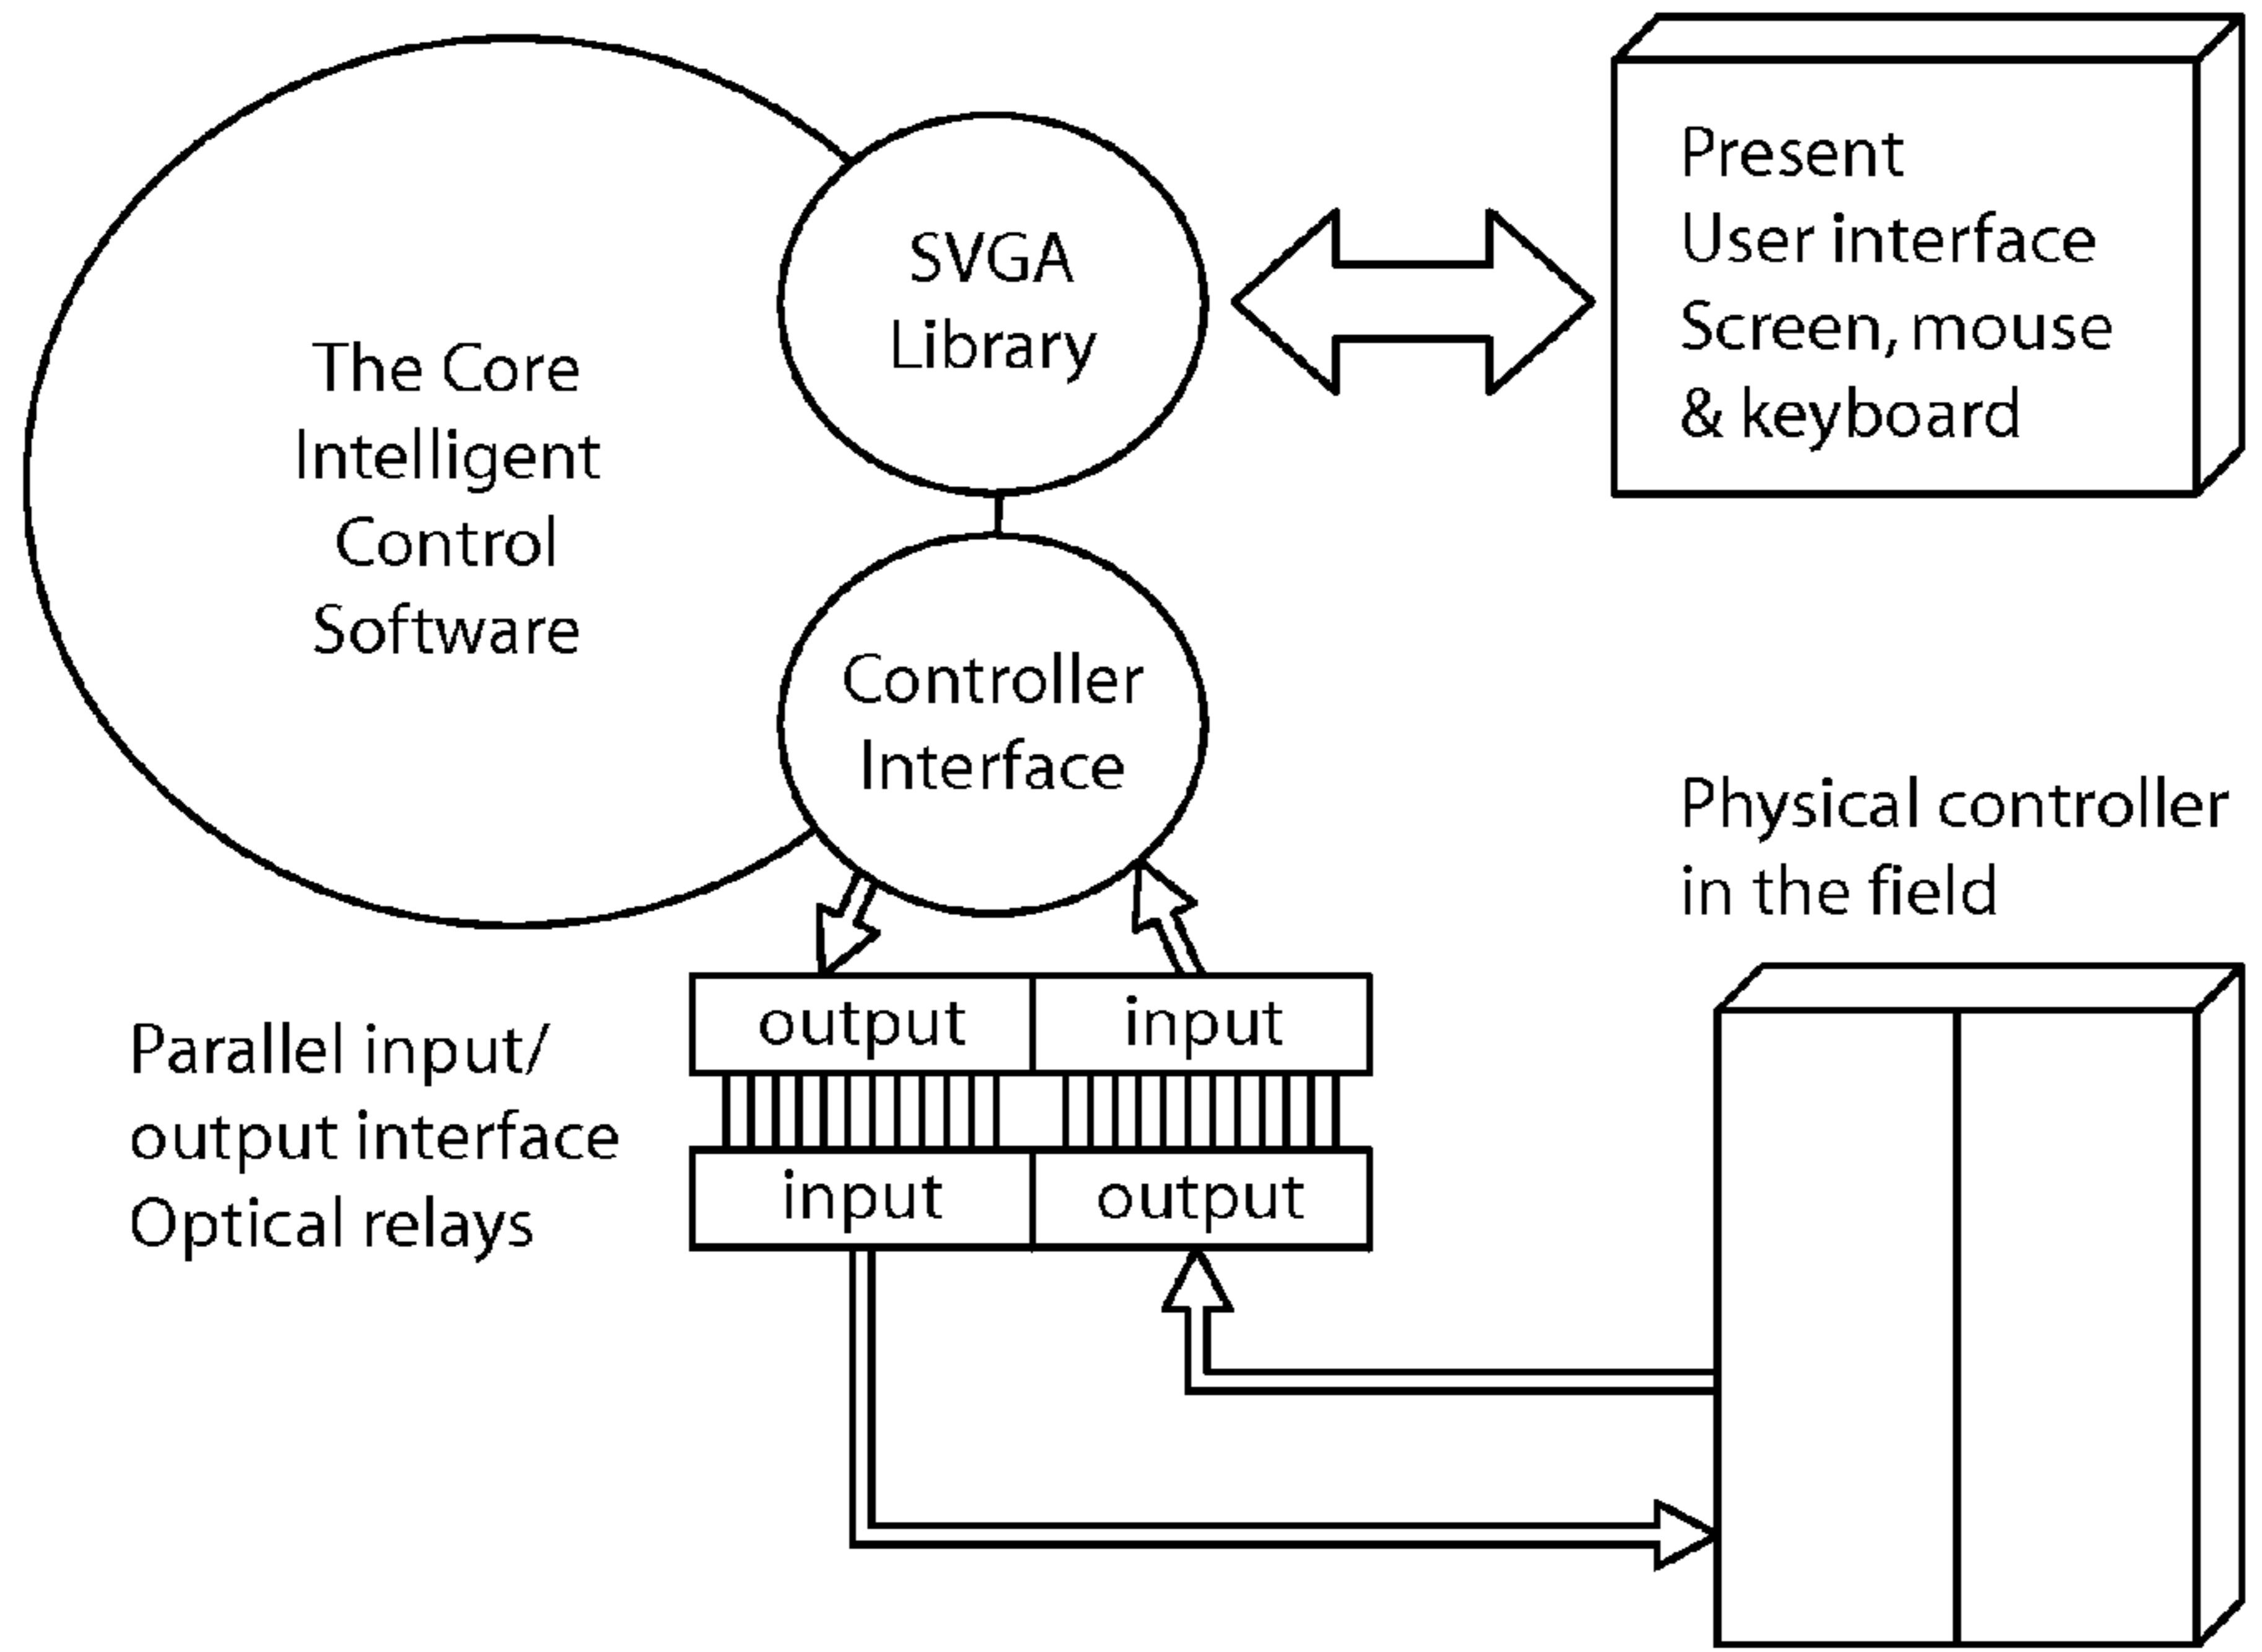 The Core
Intelligent
Control
Software
SVGA
Library
Present
User interface
Screen, mouse
& keyboard
Controller
Interface
Physical controller
in the field
Parallel input/
output interface
Optical relays
output input
input output